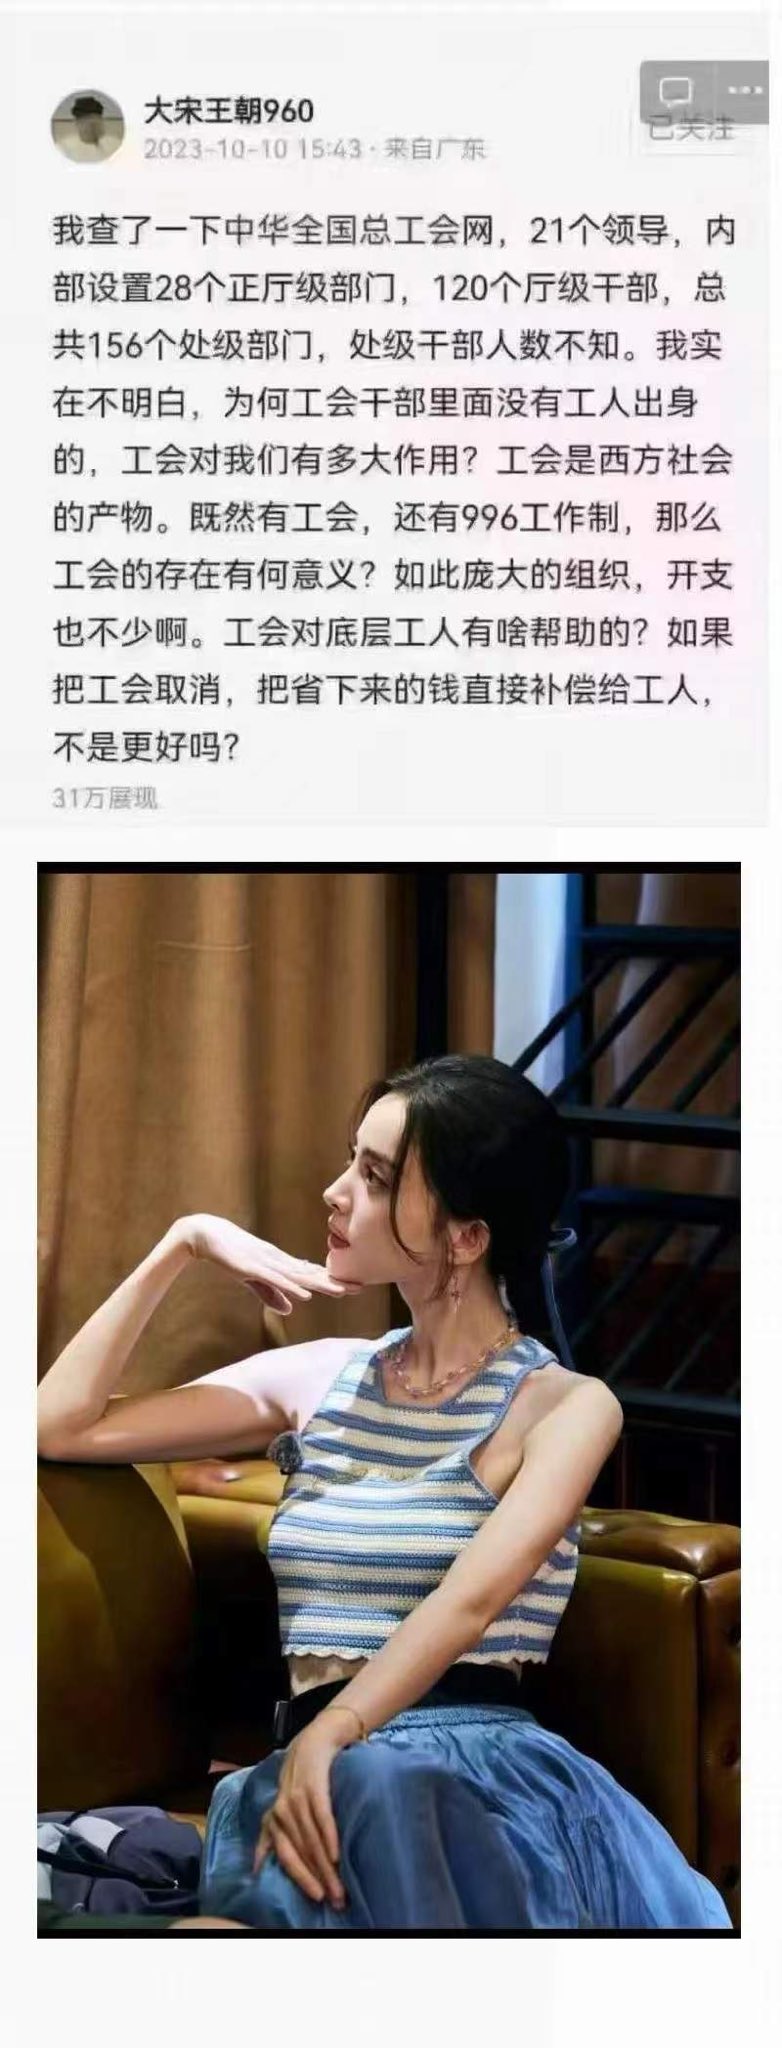 大宋王朝960
2023-10-10 15:43·来自广东
已关注
我查了一下中华全国总工会网，21个领导，内
部设置28个正厅级部门，120个厅级干部，总
共156个处级部门，处级干部人数不知。我实
在不明白，为何工会干部里面没有工人出身
的，工会对我们有多大作用？工会是西方社会
的产物。既然有工会，还有996工作制，那么
工会的存在有何意义？如此庞大的组织，开支
也不少啊。工会对底层工人有啥帮助的？如果
把工会取消，把省下来的钱直接补偿给工人，
不是更好吗？
31万展现